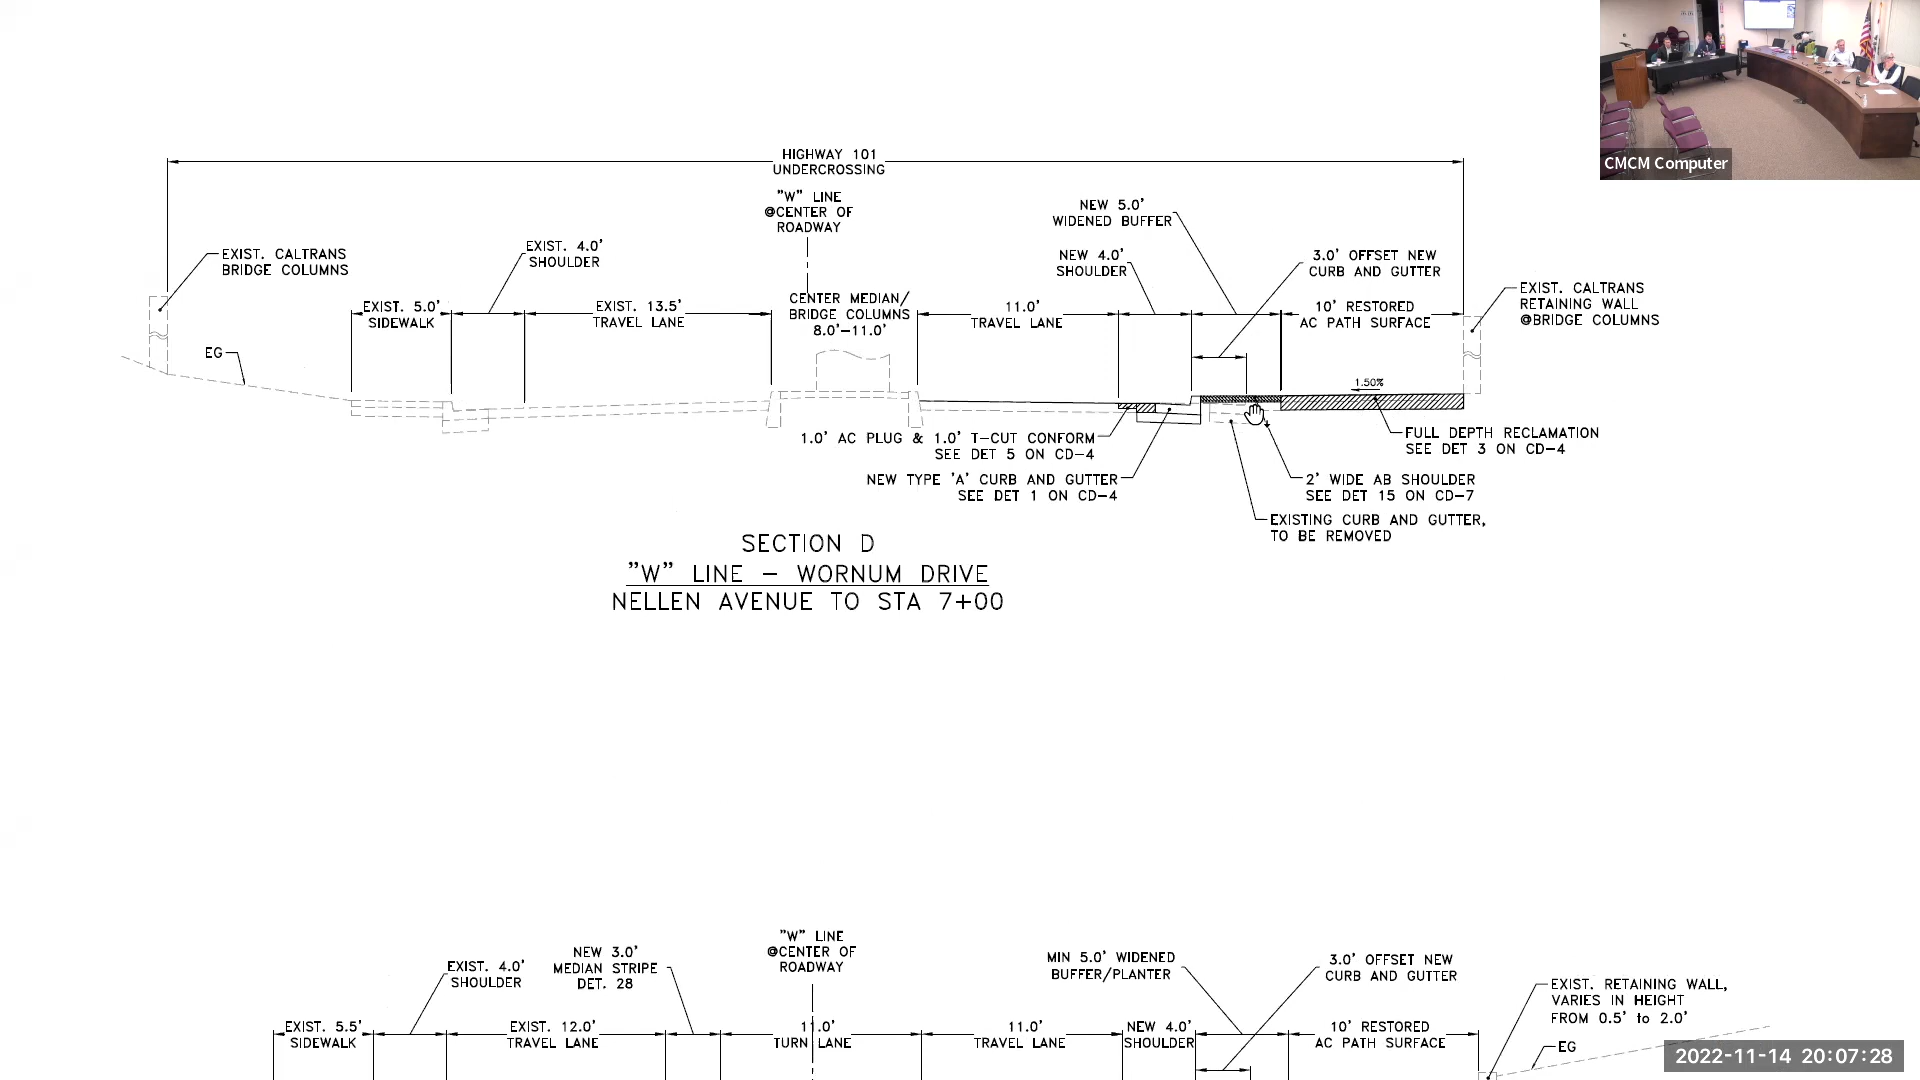 HIGHWAY 101
UNDERCROSSING
"W" LINE
@CENTER OF
ROADWAY
NEW 5.0'
WIDENED BUFFER
EXIST. CALTRANS
BRIDGE COLUMNS
EXIST. 4.0'
SHOULDER
NEW 4.0'
SHOULDER
3.0' OFFSET NEW
CURB AND GUTTER
EXIST. CALTRANS
RETAINING WALL
@BRIDGE COLUMNS
EXIST. 5.0'
SIDEWALK
EXIST. 13.5'
TRAVEL LANE
CENTER MEDIAN/
BRIDGE COLUMNS
8.0'-11.0'
11.0'
TRAVEL LANE
10' RESTORED
AC PATH SURFACE
EG
1.50%
1.0' AC PLUG & 1.0' T-CUT CONFORM
SEE DET 5 ON CD-4
FULL DEPTH RECLAMATION
SEE DET 3 ON CD-4
NEW TYPE 'A' CURB AND GUTTER
SEE DET 1 ON CD-4
2' WIDE AB SHOULDER
SEE DET 15 ON CD-7
EXISTING CURB AND GUTTER,
TO BE REMOVED
SECTION D
"W" LINE - WORNUM DRIVE
NELLEN AVENUE TO STA 7+00
"W" LINE
@CENTER OF
ROADWAY
EXIST. 4.0'
SHOULDER
NEW 3.0'
MEDIAN STRIPE
DET. 28
MIN 5.0' WIDENED
BUFFER/PLANTER
3.0' OFFSET NEW
CURB AND GUTTER
EXIST. RETAINING WALL,
VARIES IN HEIGHT
FROM 0.5' to 2.0'
EXIST. 5.5'
SIDEWALK
EXIST. 12.0'
TRAVEL LANE
11.0'
TURN LANE
11.0'
TRAVEL LANE
NEW 4.0'
SHOULDER
10' RESTORED
AC PATH SURFACE
EG
CMCM Computer
2022-11-14 20:07:28